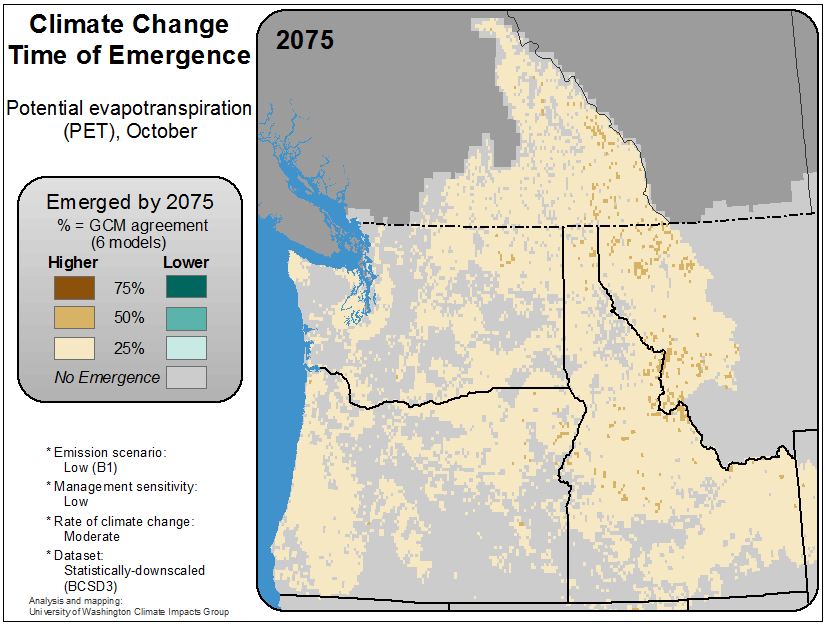 Climate Change
Time of Emergence
Potential evapotranspiration
(PET), October
Emerged by 2075
% = GCM agreement
(6 models)
Higher Lower
75%
50%
25%
No Emergence
* Emission scenario:
Low (B1)
* Management sensitivity:
Low
* Rate of climate change:
Moderate
* Dataset:
Statistically-downscaled
(BCSD3)
Analysis and mapping:
University of Washington Climate Impacts Group
2075